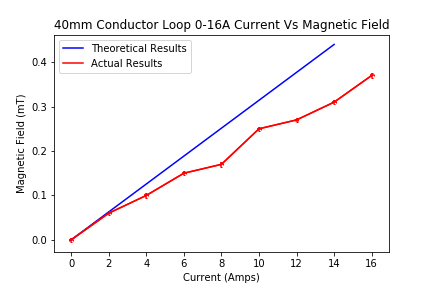 40mm Conductor Loop 0-16A Current Vs Magnetic Field
Theoretical Results
Actual Results
Magnetic Field (mT)
0.4
0.3
0.2
0.1
0.0
0 2 4 6 8 10 12 14 16
Current (Amps)